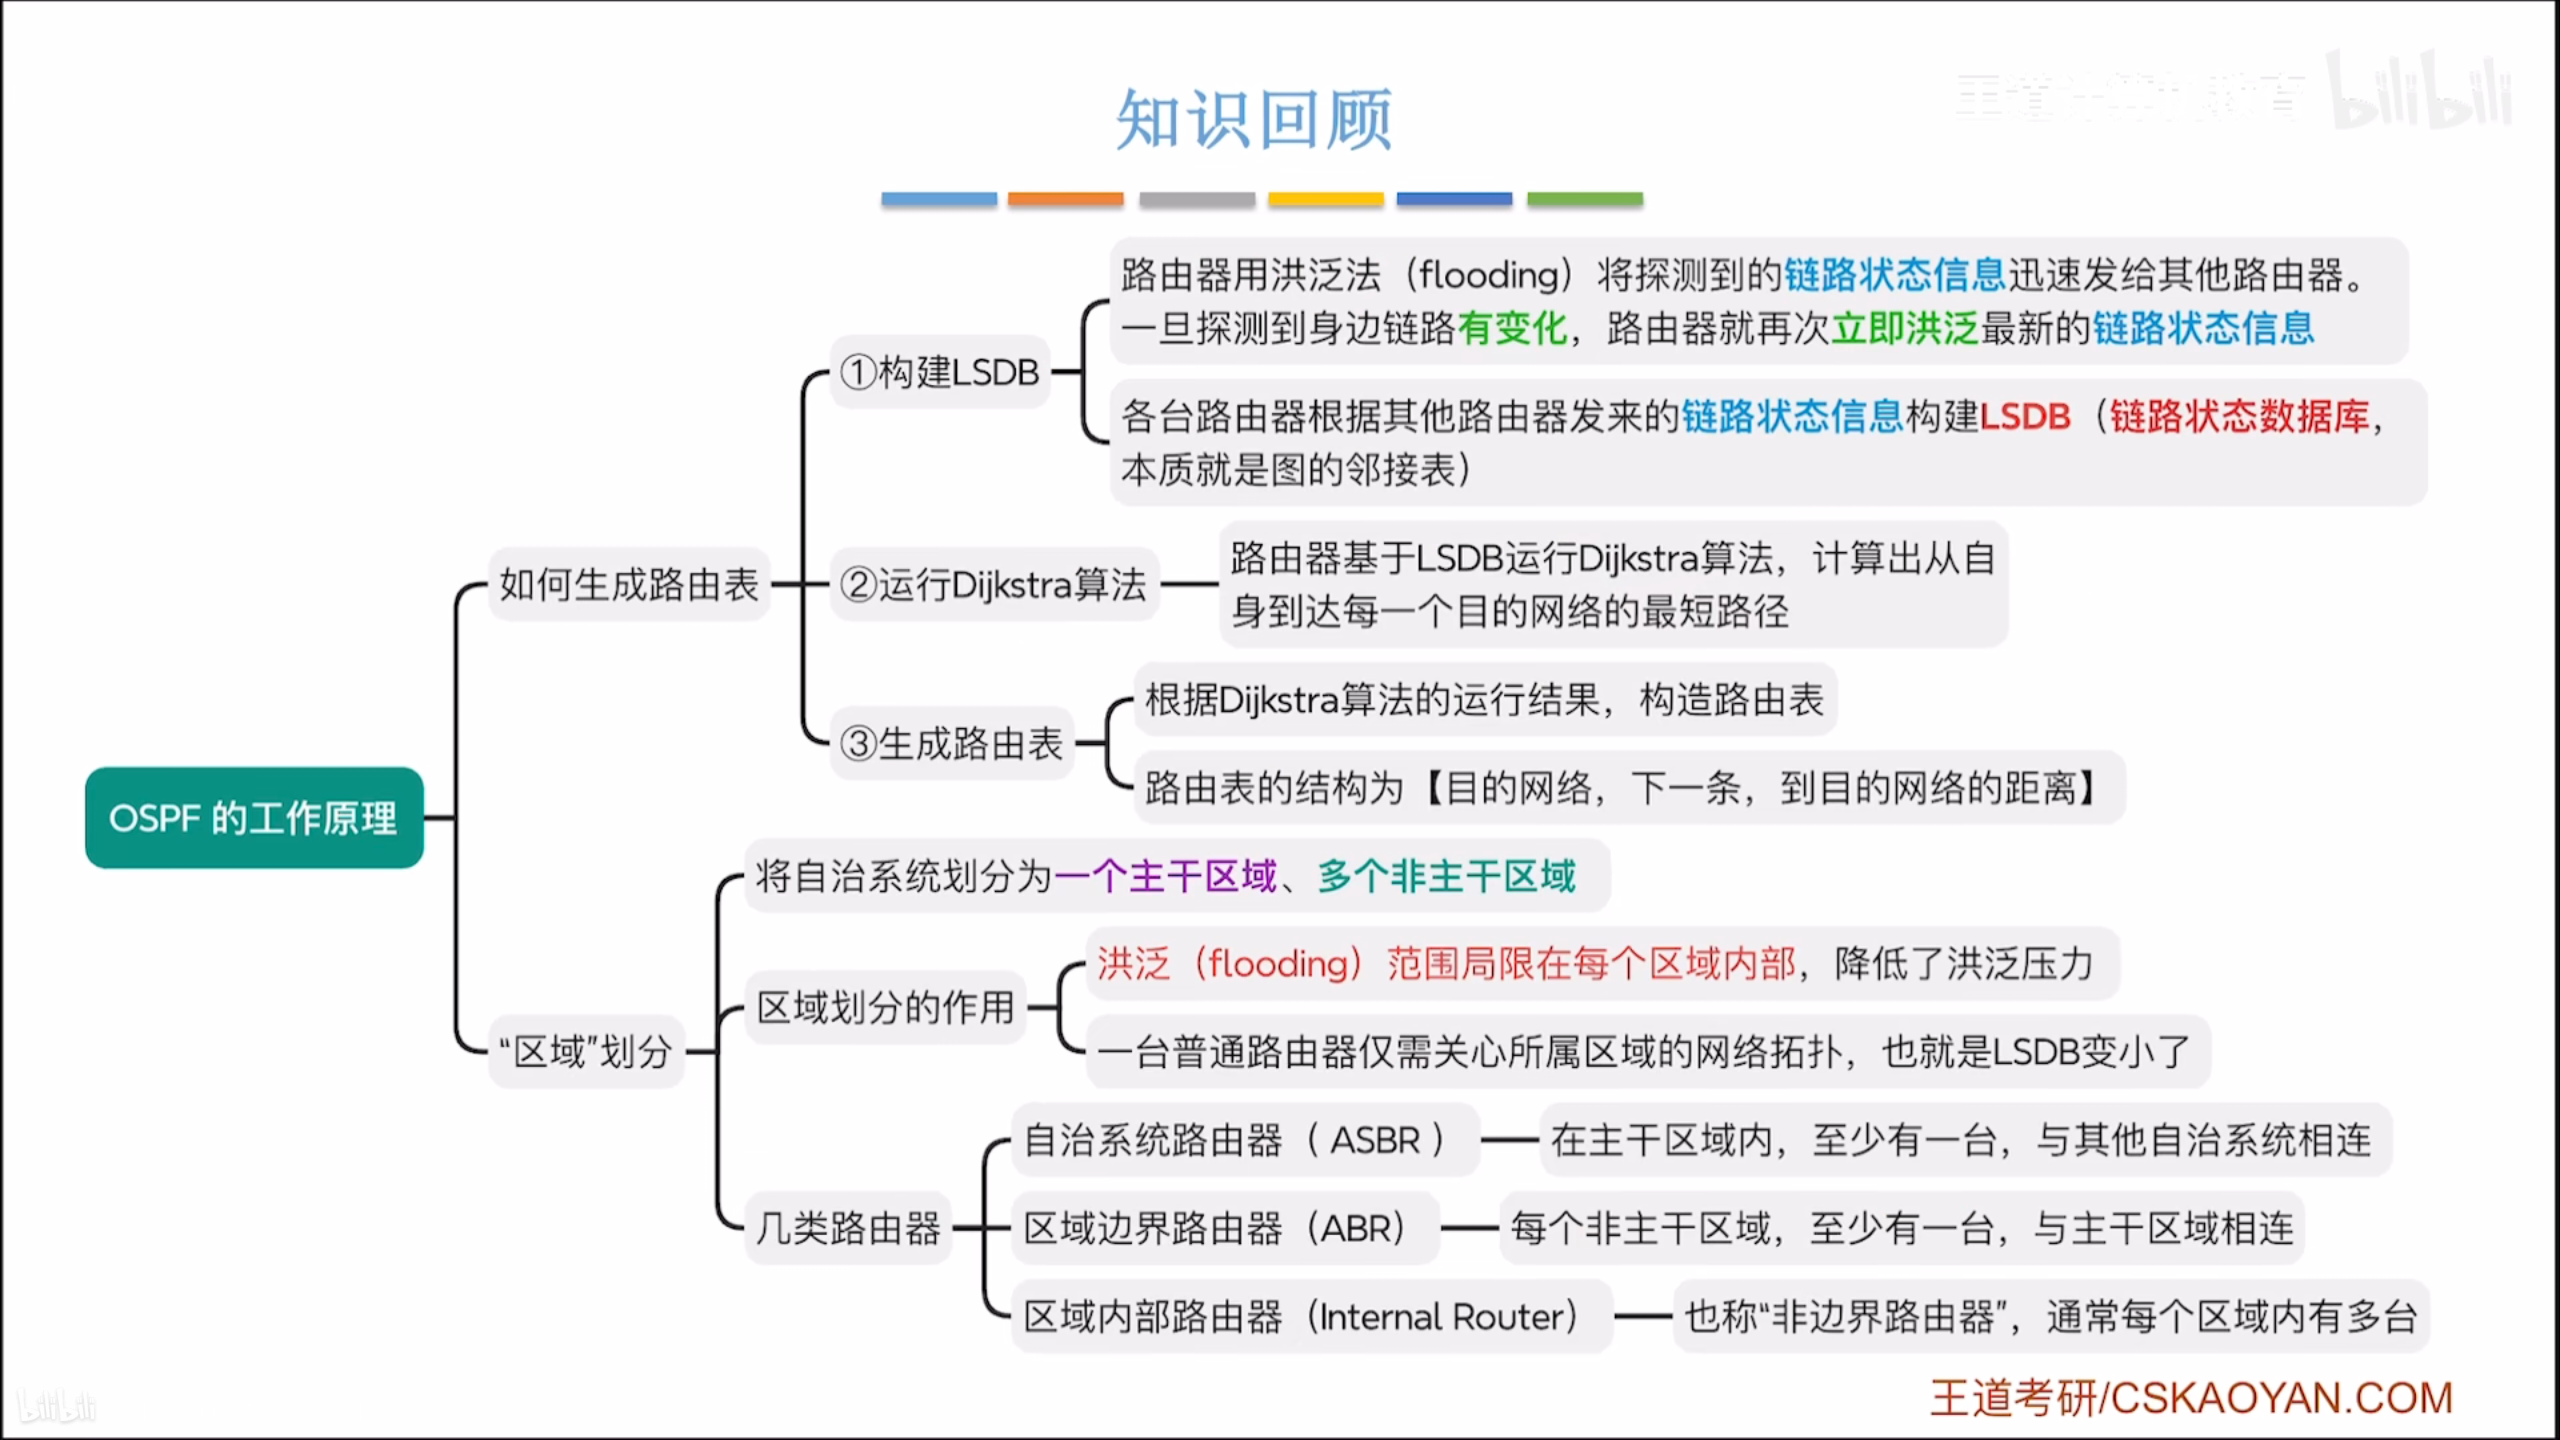 知识回顾
bilibili
路由器用洪泛法（flooding）将探测到的链路状态信息迅速发给其他路由器。
一旦探测到身边链路有变化，路由器就再次立即洪泛最新的链路状态信息
①构建LSDB
各台路由器根据其他路由器发来的链路状态信息构建LSDB（链路状态数据库，
本质就是图的邻接表）
如何生成路由表
②运行Dijkstra算法
路由器基于LSDB运行Dijkstra算法，计算出从自
身到达每一个目的网络的最短路径
③生成路由表
根据Dijkstra算法的运行结果，构造路由表
路由表的结构为【目的网络，下一条，到目的网络的距离】
OSPF 的工作原理
“区域”划分
将自治系统划分为一个主干区域、多个非主干区域
区域划分的作用
洪泛（flooding）范围局限在每个区域内部，降低了洪泛压力
一台普通路由器仅需关心所属区域的网络拓扑，也就是LSDB变小了
几类路由器
自治系统路由器（ ASBR ）
在主干区域内，至少有一台，与其他自治系统相连
区域边界路由器（ABR）
每个非主干区域，至少有一台，与主干区域相连
区域内部路由器（Internal Router）
也称“非边界路由器”，通常每个区域内有多台
bilibili
王道考研/CSKAOYAN.COM